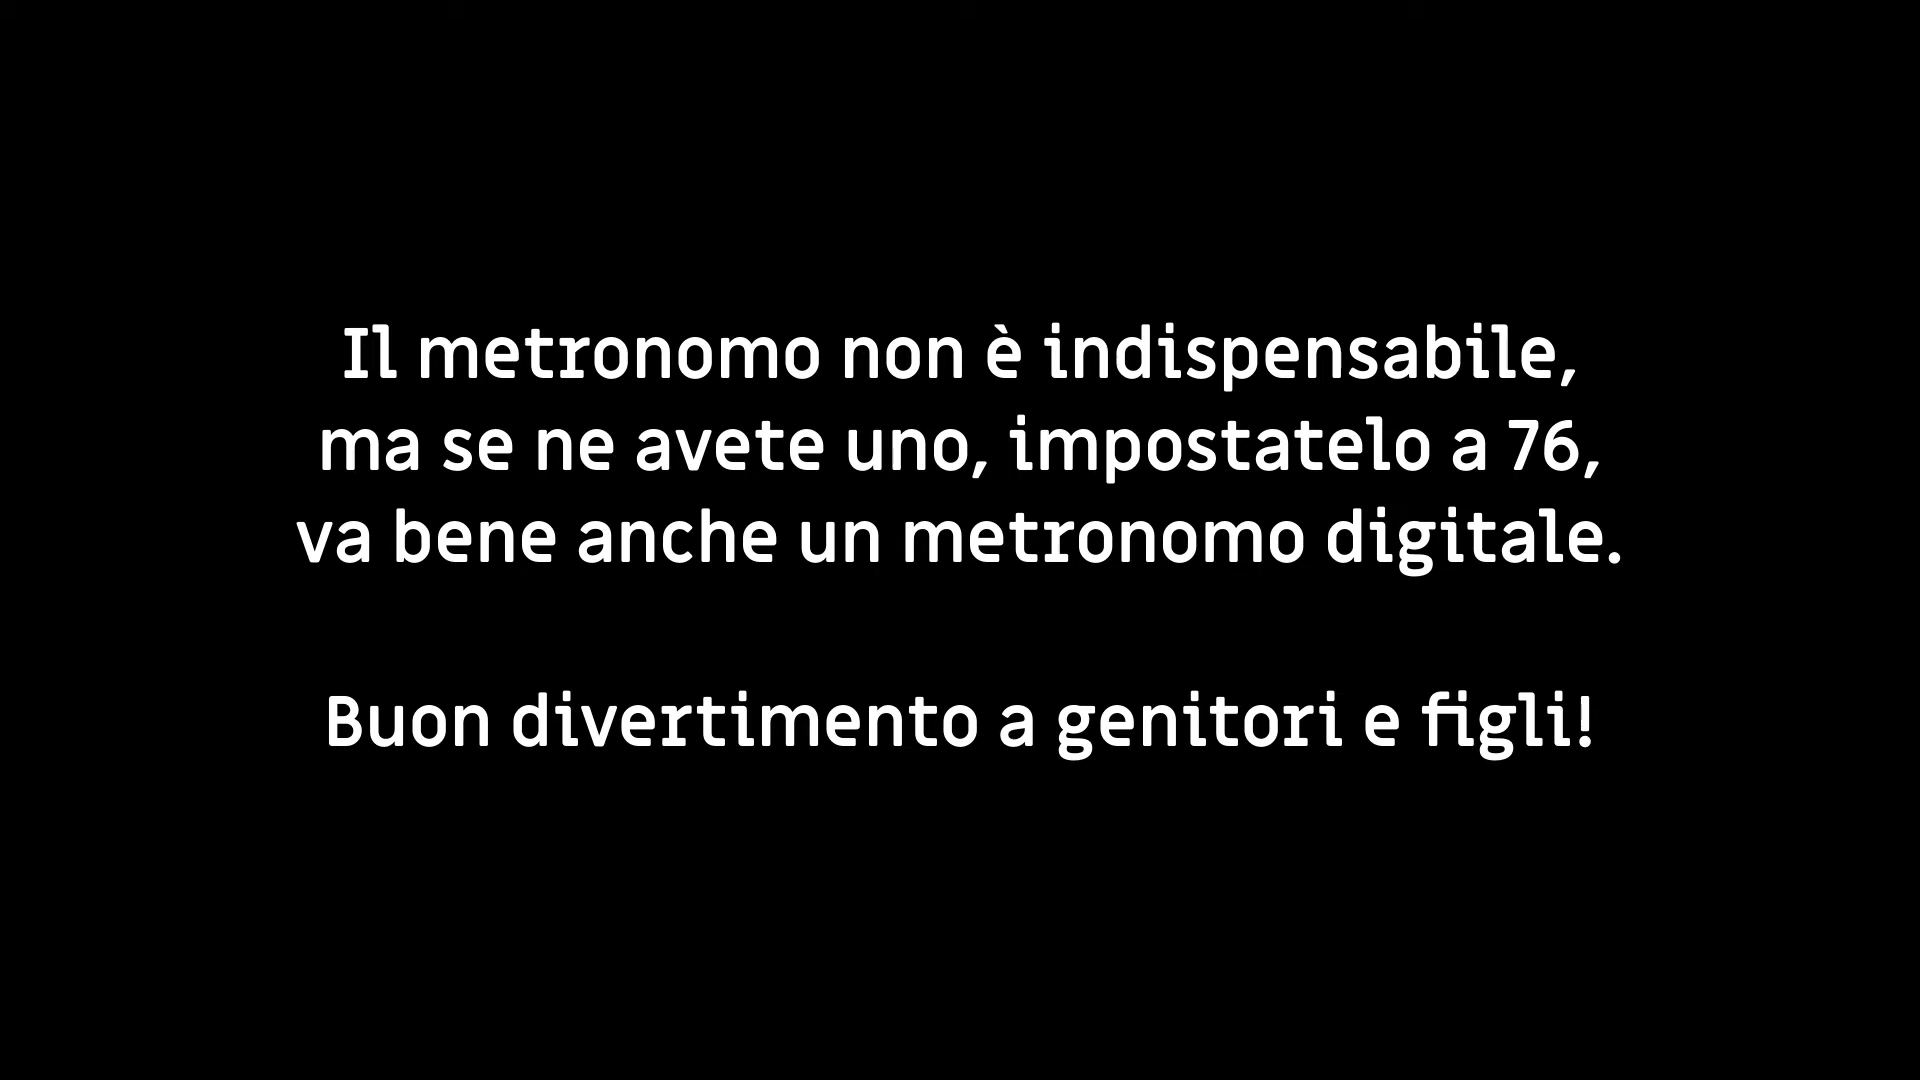 Il metronomo non è indispensabile,
ma se ne avete uno, impostatelo a 76,
va bene anche un metronomo digitale.
Buon divertimento a genitori e figli!